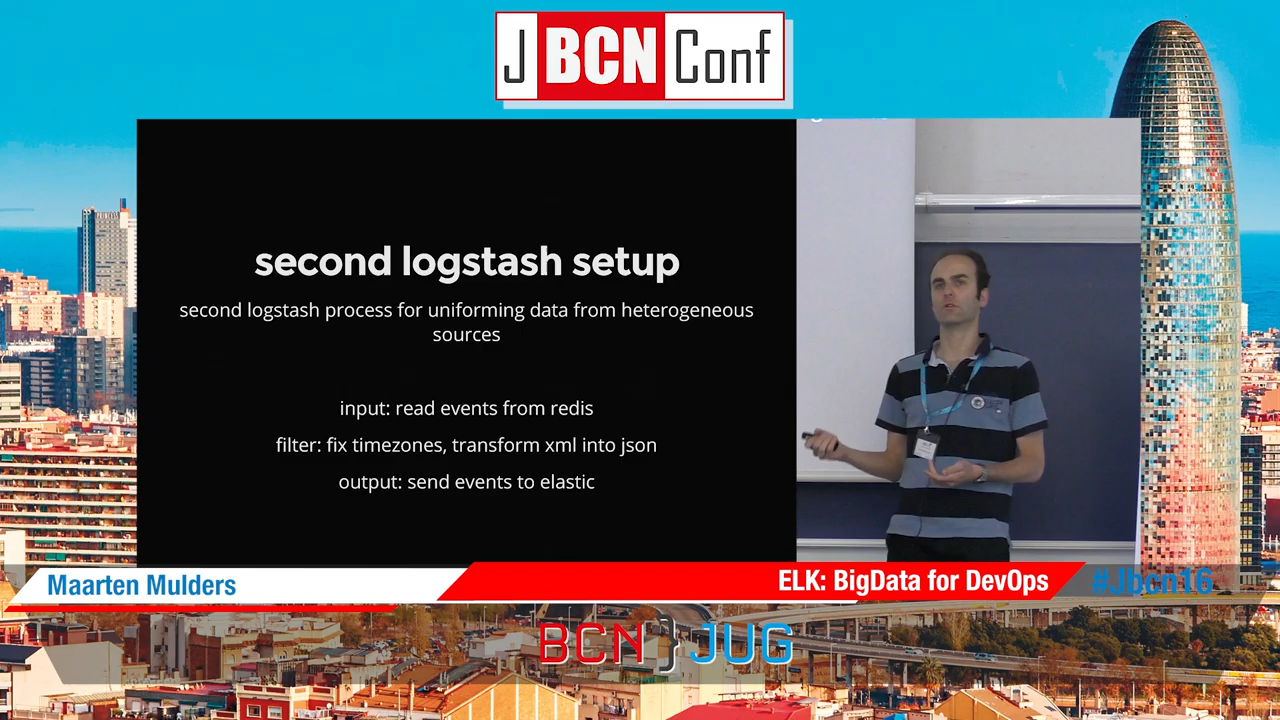 J BCN Conf
second logstash setup
second logstash process for uniforming data from heterogeneous
sources
input: read events from redis
filter: fix timezones, transform xml into json
output: send events to elastic
Maarten Mulders
ELK: BigData for DevOps
#Jbcn16
BCN } JUG